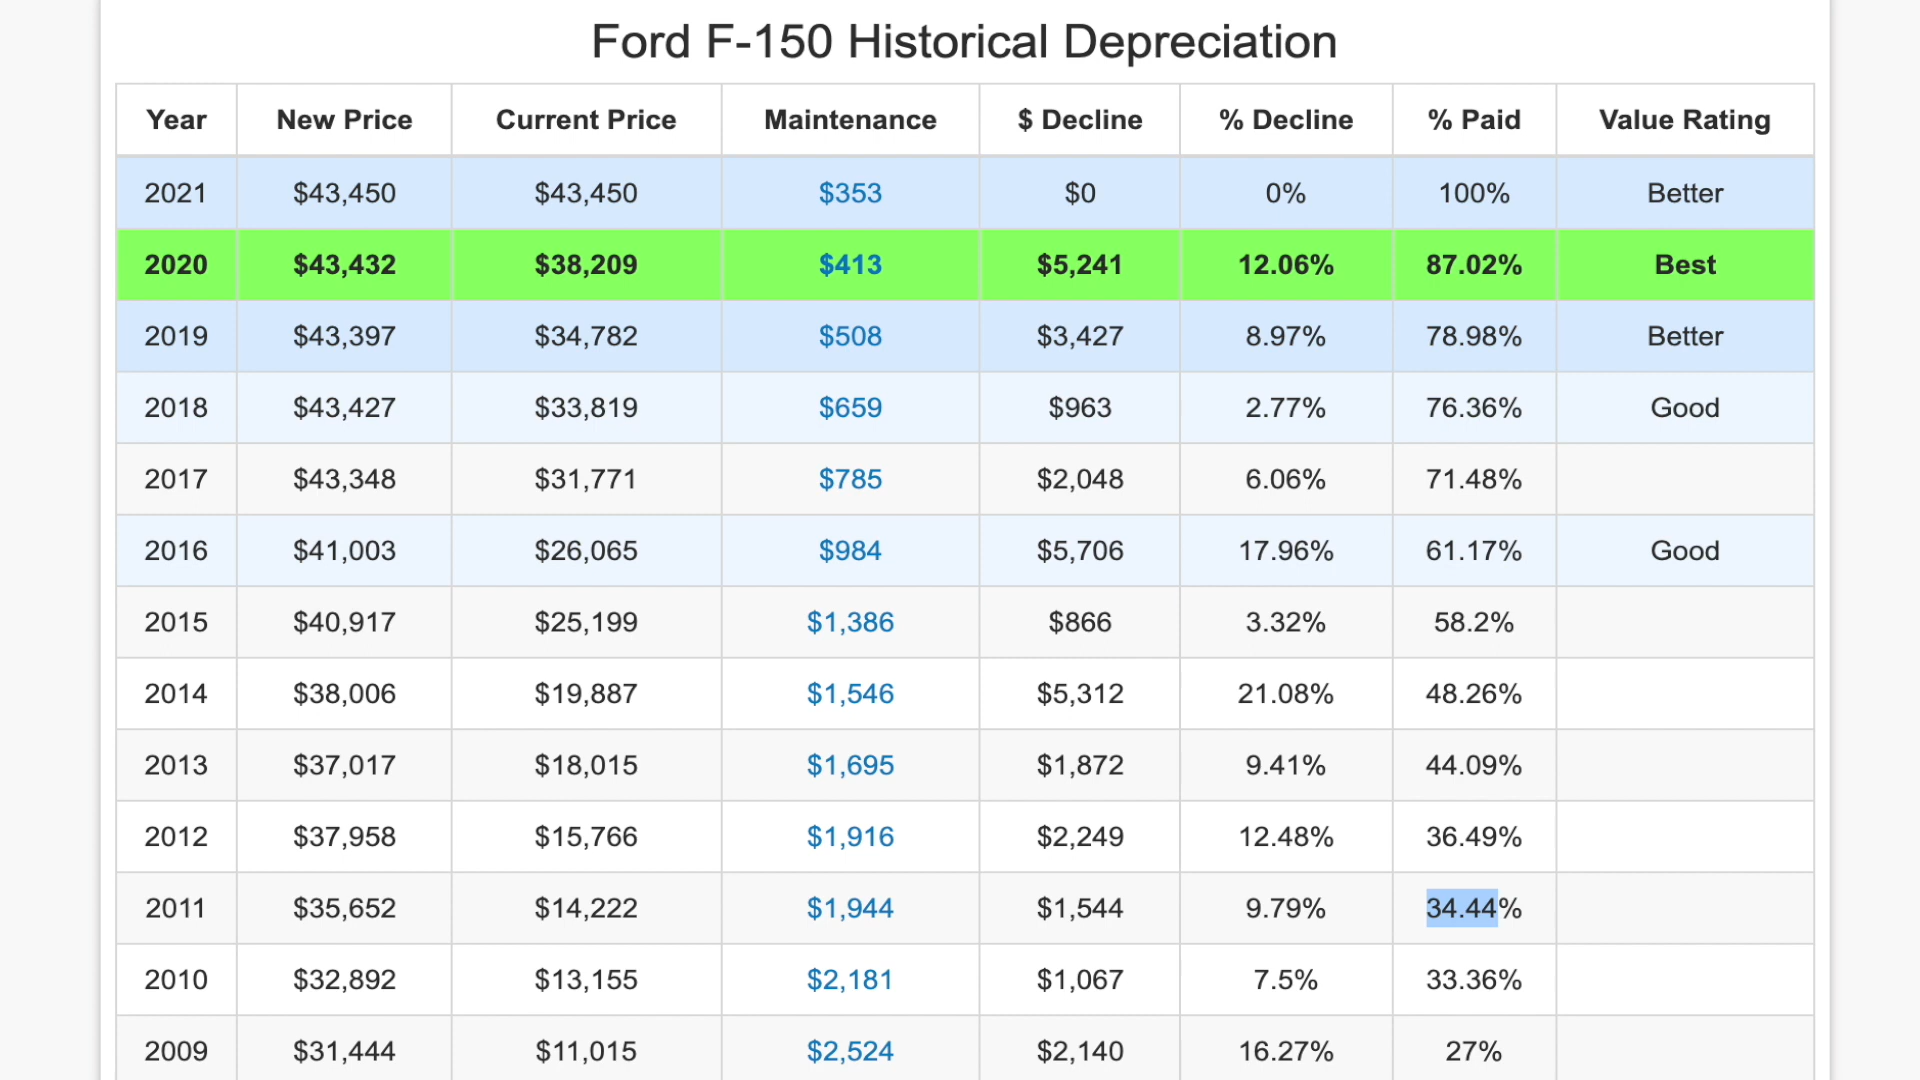 Ford F-150 Historical Depreciation
Year New Price Current Price Maintenance $ Decline % Decline % Paid Value Rating
2021 $43,450 $43,450 $353 $0 0% 100% Better
2020 $43,432 $38,209 $413 $5,241 12.06% 87.02% Best
2019 $43,397 $34,782 $508 $3,427 8.97% 78.98% Better
2018 $43,427 $33,819 $659 $963 2.77% 76.36% Good
2017 $43,348 $31,771 $785 $2,048 6.06% 71.48%
2016 $41,003 $26,065 $984 $5,706 17.96% 61.17% Good
2015 $40,917 $25,199 $1,386 $866 3.32% 58.2%
2014 $38,006 $19,887 $1,546 $5,312 21.08% 48.26%
2013 $37,017 $18,015 $1,695 $1,872 9.41% 44.09%
2012 $37,958 $15,766 $1,916 $2,249 12.48% 36.49%
2011 $35,652 $14,222 $1,944 $1,544 9.79% 34.44%
2010 $32,892 $13,155 $2,181 $1,067 7.5% 33.36%
2009 $31,444 $11,015 $2,524 $2,140 16.27% 27%